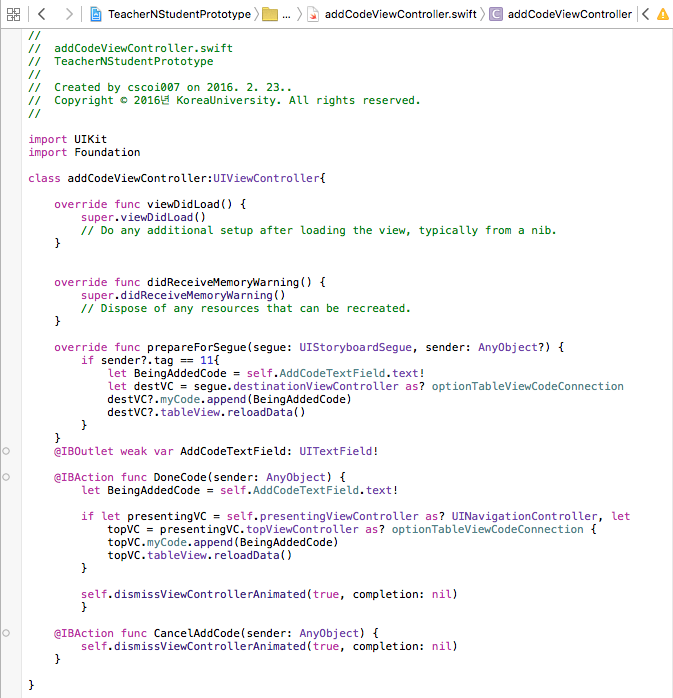 TeacherNStudentPrototype ... addCodeViewController.swift addCodeViewController
//
//  addCodeViewController.swift
//  TeacherNStudentPrototype
//
//  Created by cscoi007 on 2016. 2. 23..
//  Copyright © 2016년 KoreaUniversity. All rights reserved.
//
import UIKit
import Foundation
class addCodeViewController:UIViewController{
    override func viewDidLoad() {
        super.viewDidLoad()
        // Do any additional setup after loading the view, typically from a nib.
    }
    override func didReceiveMemoryWarning() {
        super.didReceiveMemoryWarning()
        // Dispose of any resources that can be recreated.
    }
    override func prepareForSegue(segue: UIStoryboardSegue, sender: AnyObject?) {
        if sender?.tag == 11{
            let BeingAddedCode = self.AddCodeTextField.text!
            let destVC = segue.destinationViewController as? optionTableViewCodeConnection
            destVC?.myCode.append(BeingAddedCode)
            destVC?.tableView.reloadData()
        }
    }
    @IBOutlet weak var AddCodeTextField: UITextField!
    @IBAction func DoneCode(sender: AnyObject) {
        let BeingAddedCode = self.AddCodeTextField.text!
        if let presentingVC = self.presentingViewController as? UINavigationController, let
            topVC = presentingVC.topViewController as? optionTableViewCodeConnection {
            topVC.myCode.append(BeingAddedCode)
            topVC.tableView.reloadData()
        }
        self.dismissViewControllerAnimated(true, completion: nil)
        }
    @IBAction func CancelAddCode(sender: AnyObject) {
        self.dismissViewControllerAnimated(true, completion: nil)
    }
}